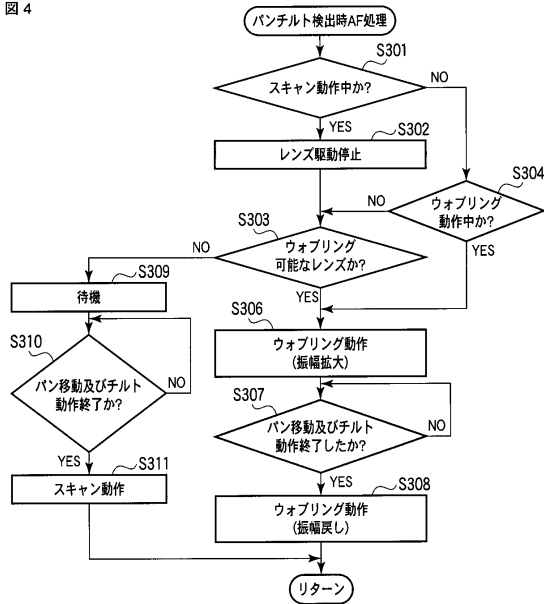 図4
パンチルト検出時AF処理
S301
スキャン動作中か?
NO
YES
S302
レンズ駆動停止
S304
ウォブリング
動作中か?
NO
YES
S303
ウォブリング
可能なレンズか?
NO
YES
S309
待機
S310
パン移動及びチルト
動作終了か?
NO
YES
S311
スキャン動作
S306
ウォブリング動作
(振幅拡大)
S307
パン移動及びチルト
動作終了したか?
NO
YES
S308
ウォブリング動作
(振幅戻し)
リターン